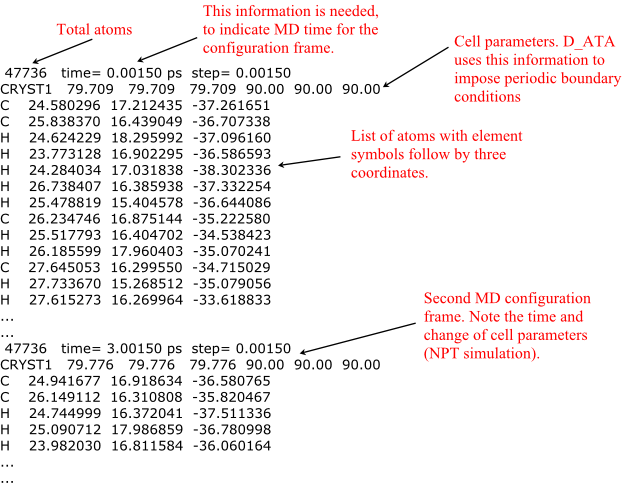 Total atoms
This information is needed,
to indicate MD time for the
configuration frame.
Cell parameters. D_ATA
uses this information to
impose periodic boundary
conditions
47736 time= 0.00150 ps step= 0.00150
CRYST1 79.709 79.709 79.709 90.00 90.00 90.00
C 24.580296 17.212435 -37.261651
C 25.838370 16.439049 -36.707338
H 24.624229 18.295992 -37.096160
H 23.773128 16.902295 -36.586593
H 24.284034 17.031838 -38.302336
H 26.738407 16.385938 -37.332254
H 25.478819 15.404578 -36.644086
C 26.234746 16.875144 -35.222580
H 25.517793 16.404702 -34.538423
H 26.185599 17.960403 -35.070241
C 27.645053 16.299550 -34.715029
H 27.733670 15.268512 -35.079056
H 27.615273 16.269964 -33.618833
...
...
List of atoms with element
symbols follow by three
coordinates.
Second MD configuration
frame. Note the time and
change of cell parameters
(NPT simulation).
47736 time= 3.00150 ps step= 0.00150
CRYST1 79.776 79.776 79.776 90.00 90.00 90.00
C 24.941677 16.918634 -36.580765
C 26.149112 16.310808 -35.820467
H 24.744999 16.372041 -37.511336
H 25.090712 17.986859 -36.780998
H 23.982030 16.811584 -36.060164
...
...